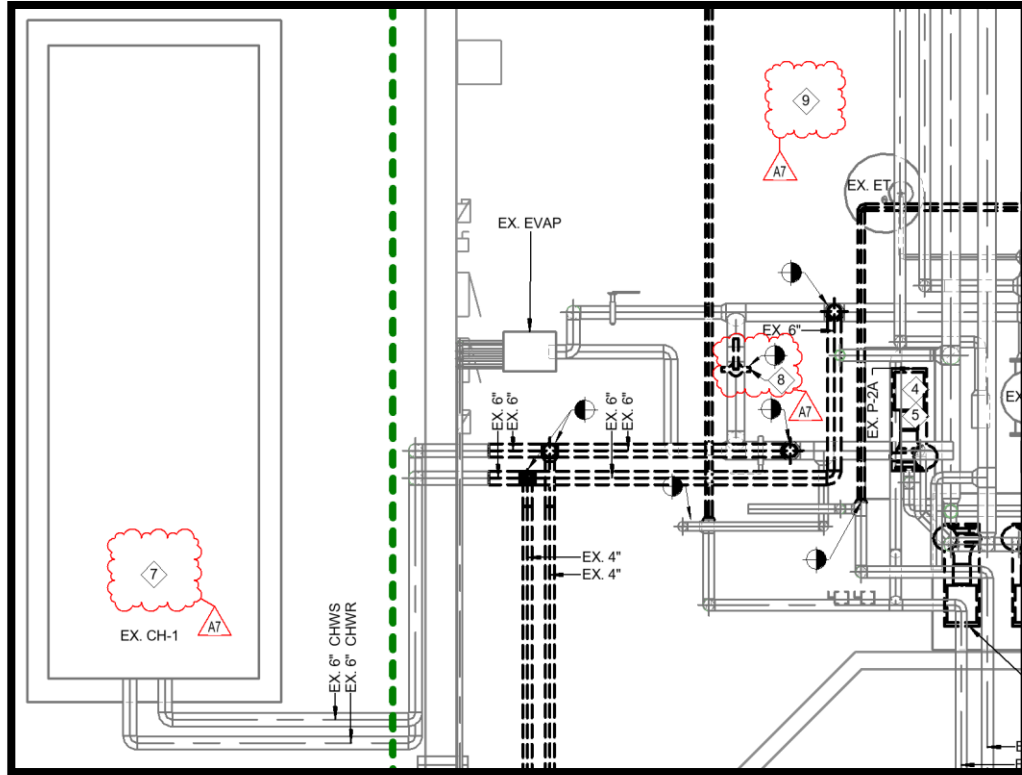 9
A7
EX. ET
EX. EVAP
EX. 6"
8
A7
EX. P-2A
4
5
EX
EX. 6"
EX. 6"
EX. 6"
EX. 6"
EX. 4"
EX. 4"
7
A7
EX. CH-1
EX. 6" CHWS
EX. 6" CHWR